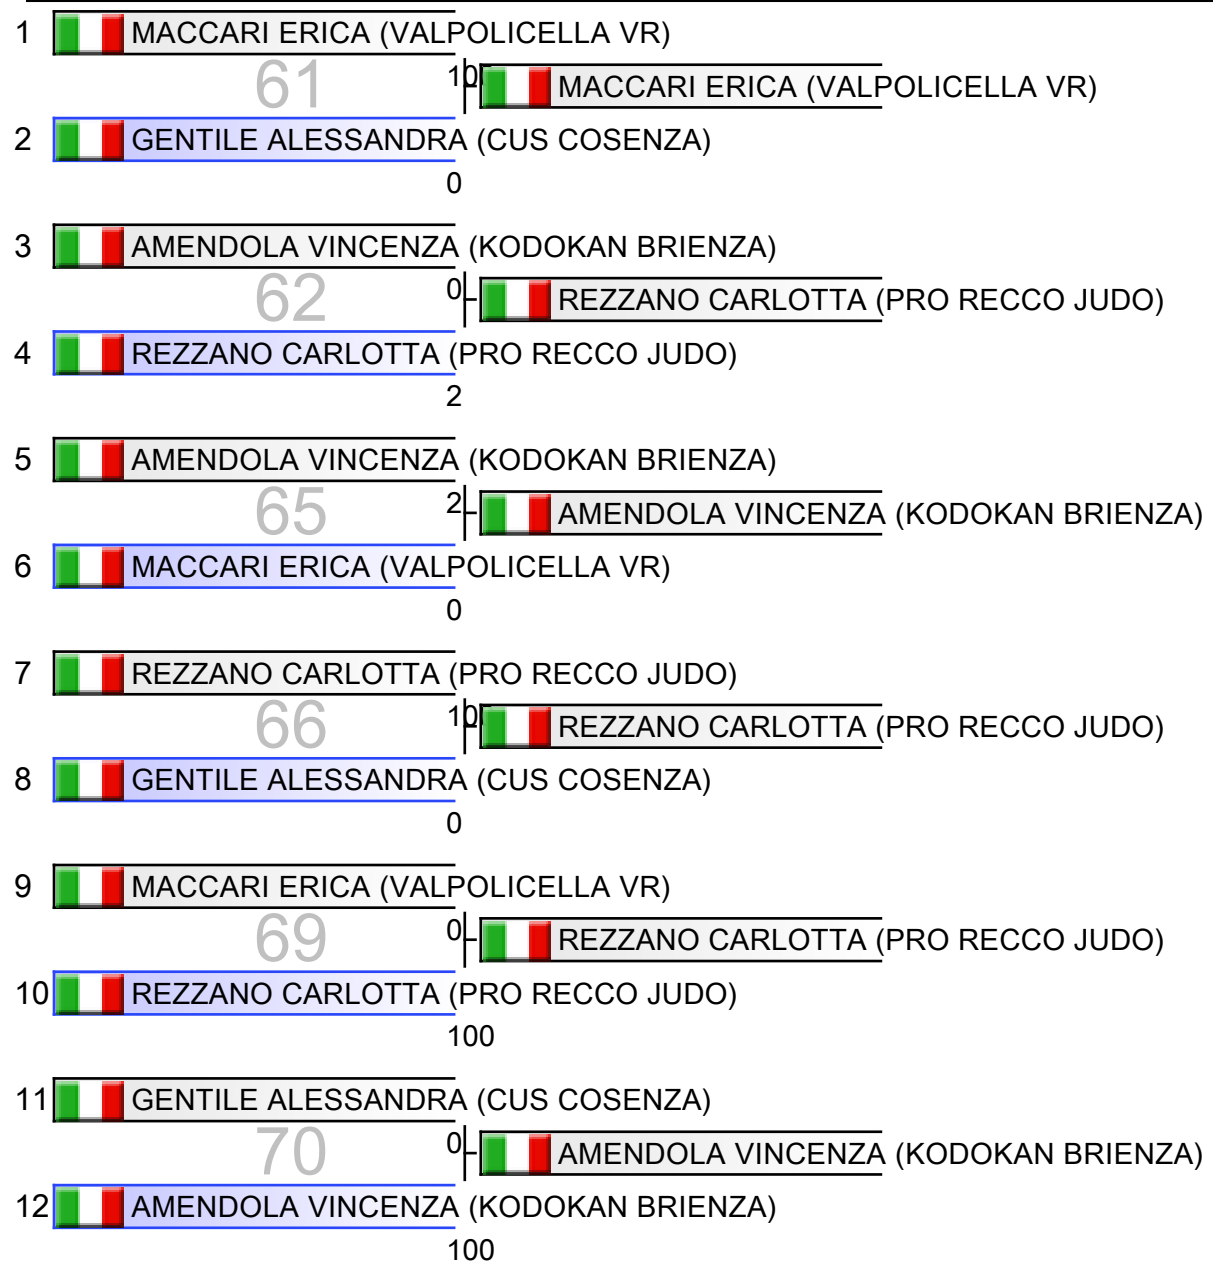 1 MACCARI ERICA (VALPOLICELLA VR)
61 10 MACCARI ERICA (VALPOLICELLA VR)
2 GENTILE ALESSANDRA (CUS COSENZA)
0
3 AMENDOLA VINCENZA (KODOKAN BRIENZA)
62 0 REZZANO CARLOTTA (PRO RECCO JUDO)
4 REZZANO CARLOTTA (PRO RECCO JUDO)
2
5 AMENDOLA VINCENZA (KODOKAN BRIENZA)
65 2 AMENDOLA VINCENZA (KODOKAN BRIENZA)
6 MACCARI ERICA (VALPOLICELLA VR)
0
7 REZZANO CARLOTTA (PRO RECCO JUDO)
66 10 REZZANO CARLOTTA (PRO RECCO JUDO)
8 GENTILE ALESSANDRA (CUS COSENZA)
0
9 MACCARI ERICA (VALPOLICELLA VR)
69 0 REZZANO CARLOTTA (PRO RECCO JUDO)
10 REZZANO CARLOTTA (PRO RECCO JUDO)
100
11 GENTILE ALESSANDRA (CUS COSENZA)
70 0 AMENDOLA VINCENZA (KODOKAN BRIENZA)
12 AMENDOLA VINCENZA (KODOKAN BRIENZA)
100